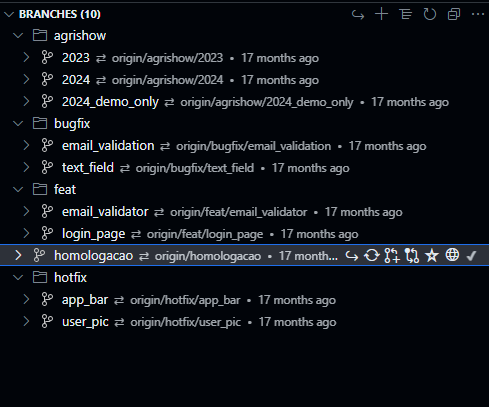 BRANCHES (10)
agrishow
2023 ⇄ origin/agrishow/2023 • 17 months ago
2024 ⇄ origin/agrishow/2024 • 17 months ago
2024_demo_only ⇄ origin/agrishow/2024_demo_only • 17 months ago
bugfix
email_validation ⇄ origin/bugfix/email_validation • 17 months ago
text_field ⇄ origin/bugfix/text_field • 17 months ago
feat
email_validator ⇄ origin/feat/email_validator • 17 months ago
login_page ⇄ origin/feat/login_page • 17 months ago
homologacao ⇄ origin/homologacao • 17 month...
hotfix
app_bar ⇄ origin/hotfix/app_bar • 17 months ago
user_pic ⇄ origin/hotfix/user_pic • 17 months ago